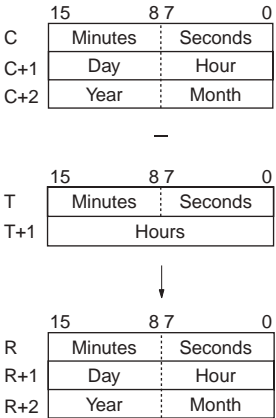 15 8 7 0
C Minutes Seconds
C+1 Day Hour
C+2 Year Month
–
15 8 7 0
T Minutes Seconds
T+1 Hours
15 8 7 0
R Minutes Seconds
R+1 Day Hour
R+2 Year Month